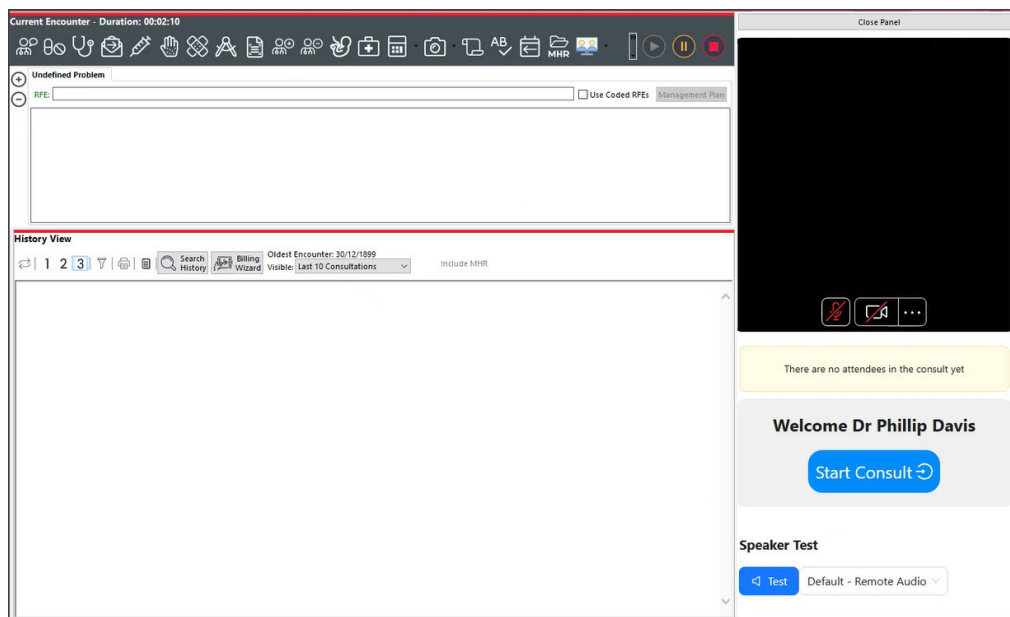 Current Encounter - Duration: 00:02:10
AB
MHR
Undefined Problem
RFE:
Use Coded RFEs
Management Plan
History View
1 2 3
Search History
Billing Wizard
Oldest Encounter: 30/12/1899
Visible: Last 10 Consultations
Include MHR
Close Panel
There are no attendees in the consult yet
Welcome Dr Phillip Davis
Start Consult
Speaker Test
Test
Default - Remote Audio